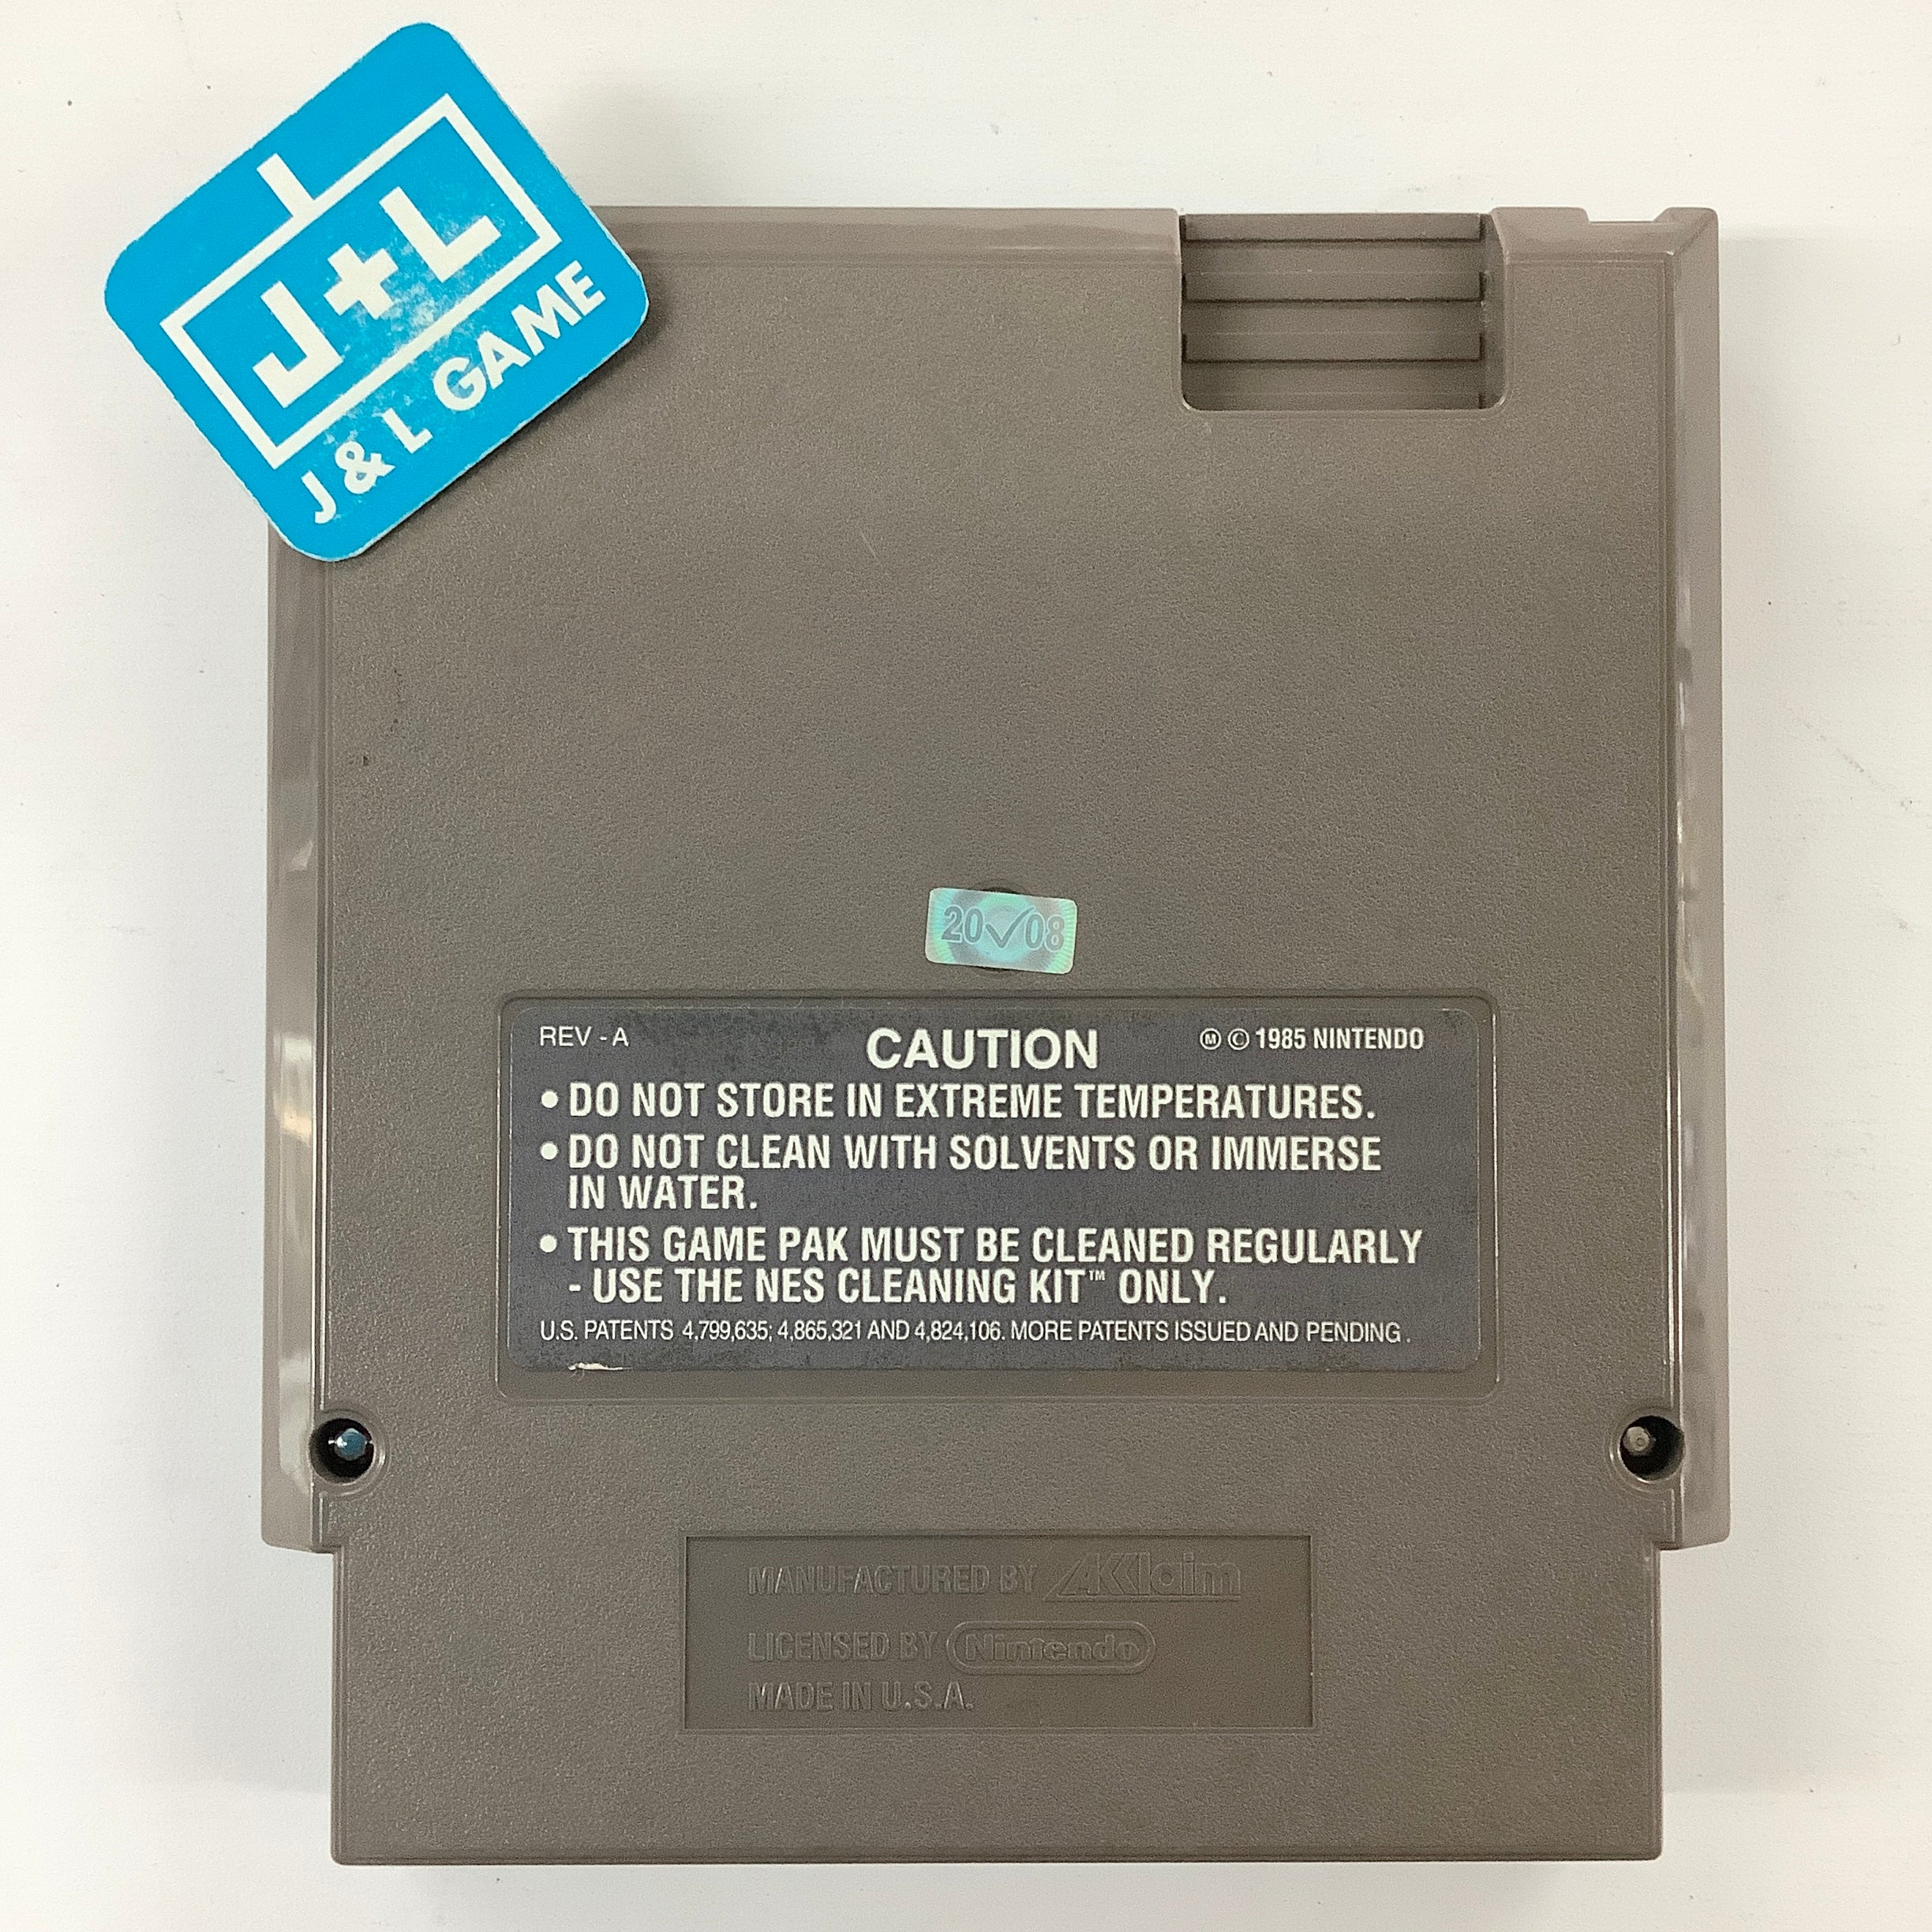 J+L
J & L GAME
20✓08
REV - A
CAUTION
Ⓜ © 1985 NINTENDO
• DO NOT STORE IN EXTREME TEMPERATURES.
• DO NOT CLEAN WITH SOLVENTS OR IMMERSE
IN WATER.
• THIS GAME PAK MUST BE CLEANED REGULARLY
- USE THE NES CLEANING KIT™ ONLY.
U.S. PATENTS 4,799,635; 4,865,321 AND 4,824,106. MORE PATENTS ISSUED AND PENDING.
MANUFACTURED BY AKKlaim
LICENSED BY Nintendo
MADE IN U.S.A.